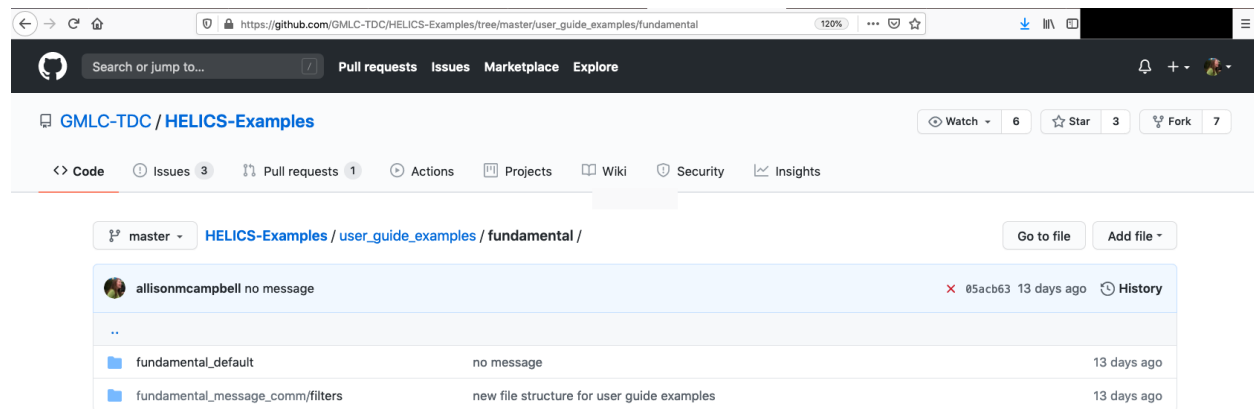 https://github.com/GMLC-TDC/HELICS-Examples/tree/master/user_guide_examples/fundamental 120%
Search or jump to... / Pull requests Issues Marketplace Explore
GMLC-TDC / HELICS-Examples Watch 6 Star 3 Fork 7
<> Code Issues 3 Pull requests 1 Actions Projects Wiki Security Insights
master HELICS-Examples / user_guide_examples / fundamental / Go to file Add file
allisonmcampbell no message 05acb63 13 days ago History
..
fundamental_default no message 13 days ago
fundamental_message_comm/filters new file structure for user guide examples 13 days ago